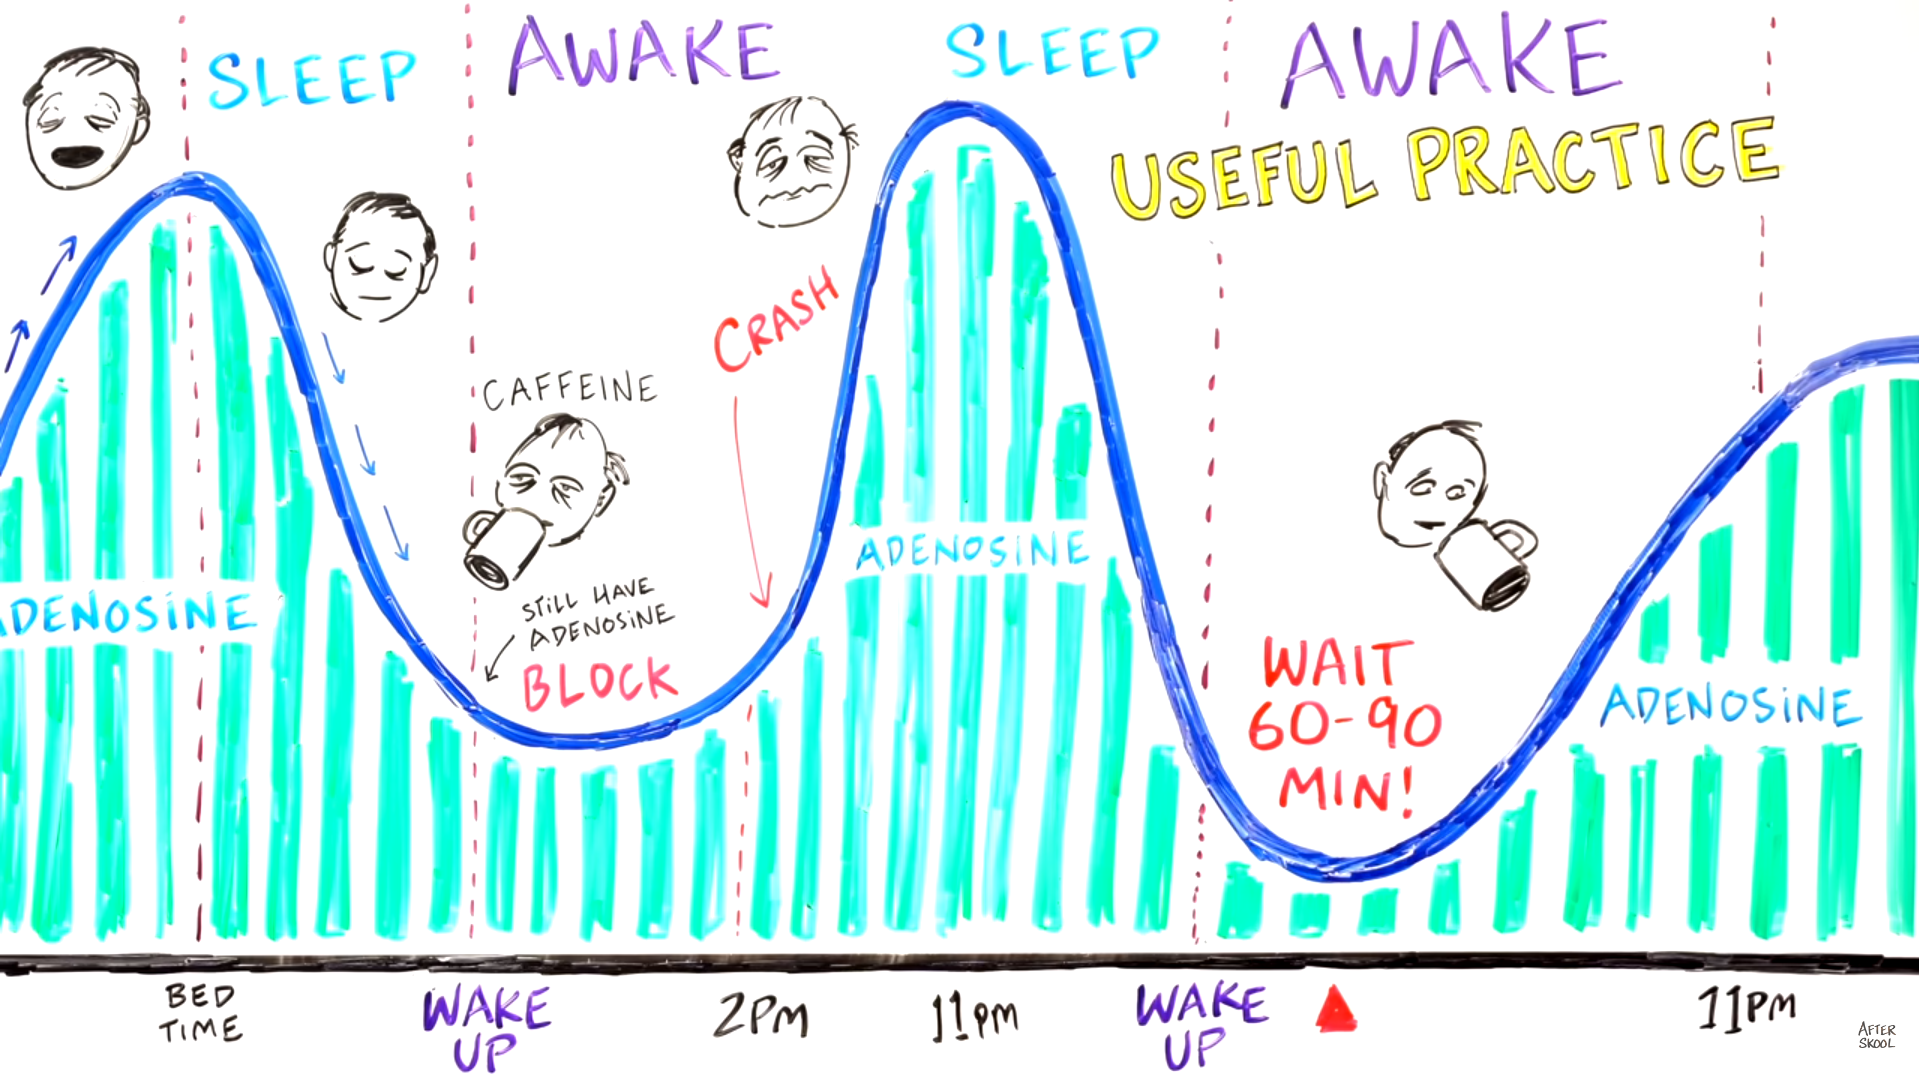 SLEEP
AWAKE
SLEEP
AWAKE
USEFUL PRACTICE
CRASH
CAFFEINE
STILL HAVE
ADENOSINE
BLOCK
ADENOSINE
ADENOSINE
WAIT
60-90
MIN!
ADENOSINE
BED
TIME
WAKE
UP
2PM
11PM
WAKE
UP
11PM
AFTER
SKOOL